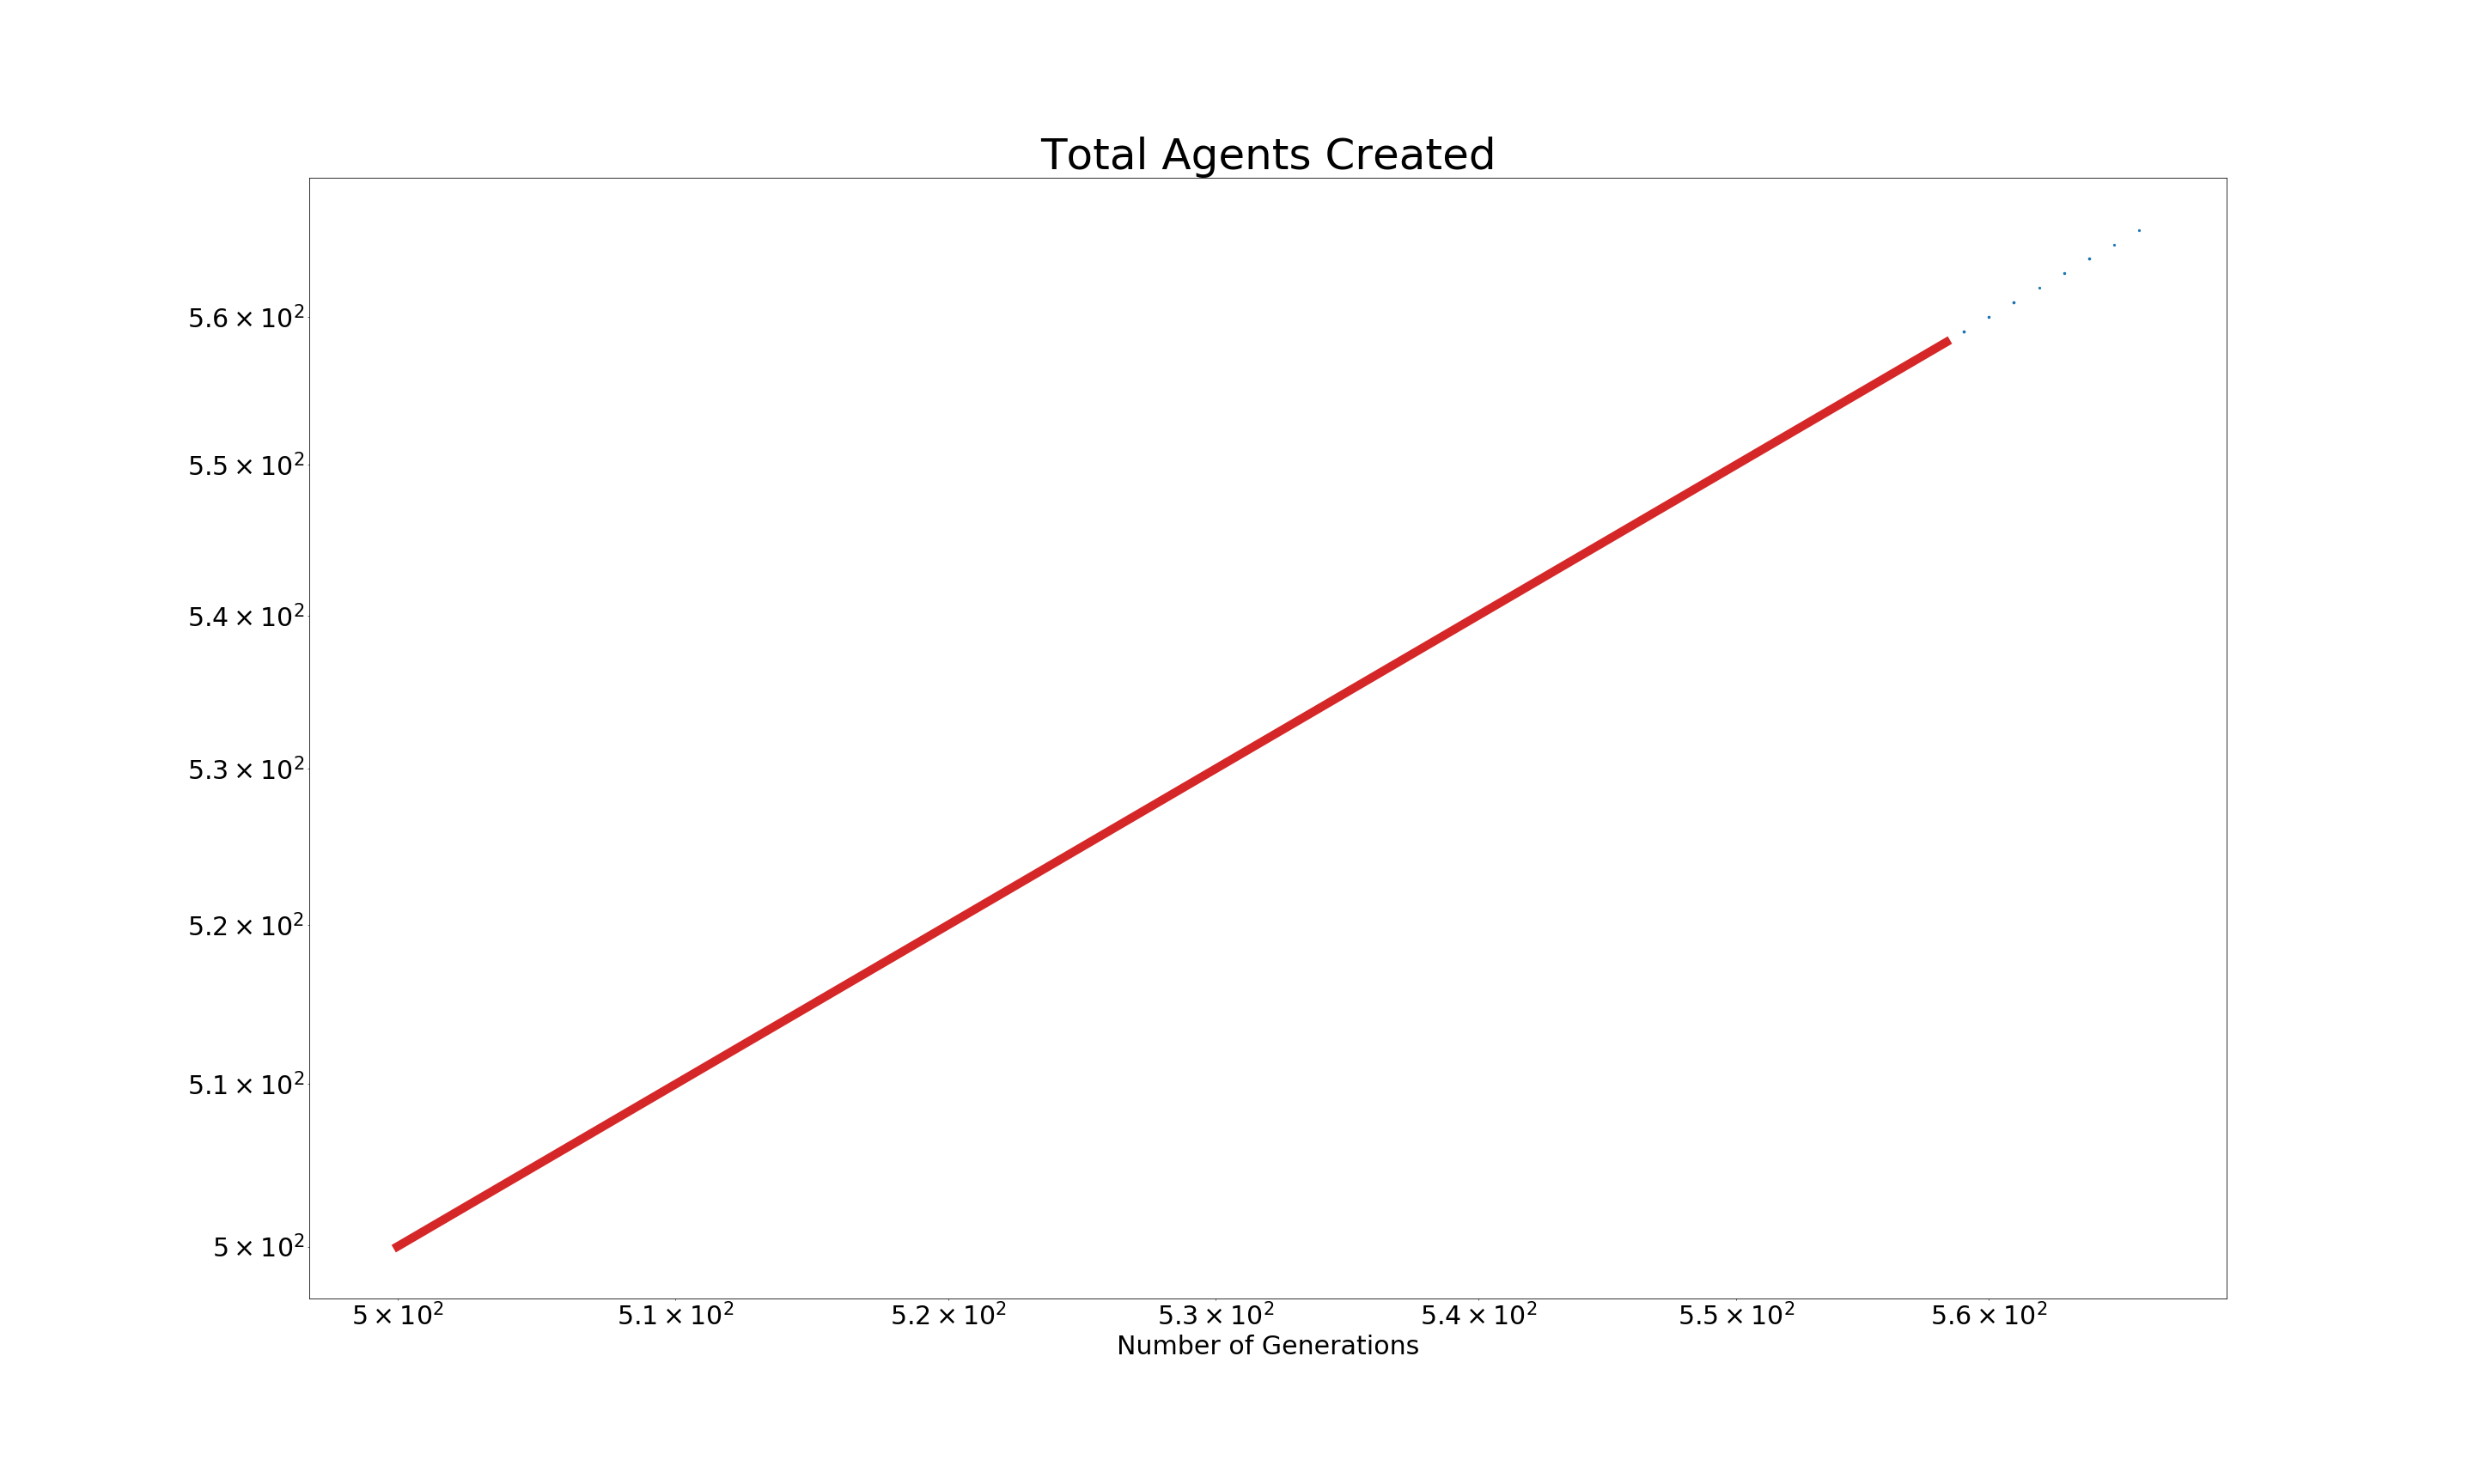 Total Agents Created
5.6 × 10²
5.5 × 10²
5.4 × 10²
5.3 × 10²
5.2 × 10²
5.1 × 10²
5 × 10²
5 × 10² 5.1 × 10² 5.2 × 10² 5.3 × 10² 5.4 × 10² 5.5 × 10² 5.6 × 10²
Number of Generations